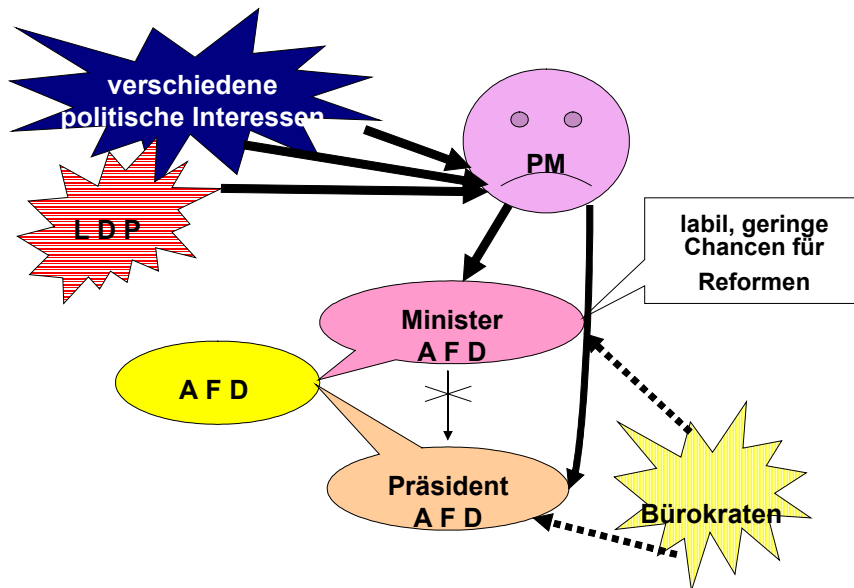 verschiedene
politische Interessen
PM
L D P
labil, geringe
Chancen für
Reformen
Minister
A F D
A F D
Präsident
A F D
Bürokraten